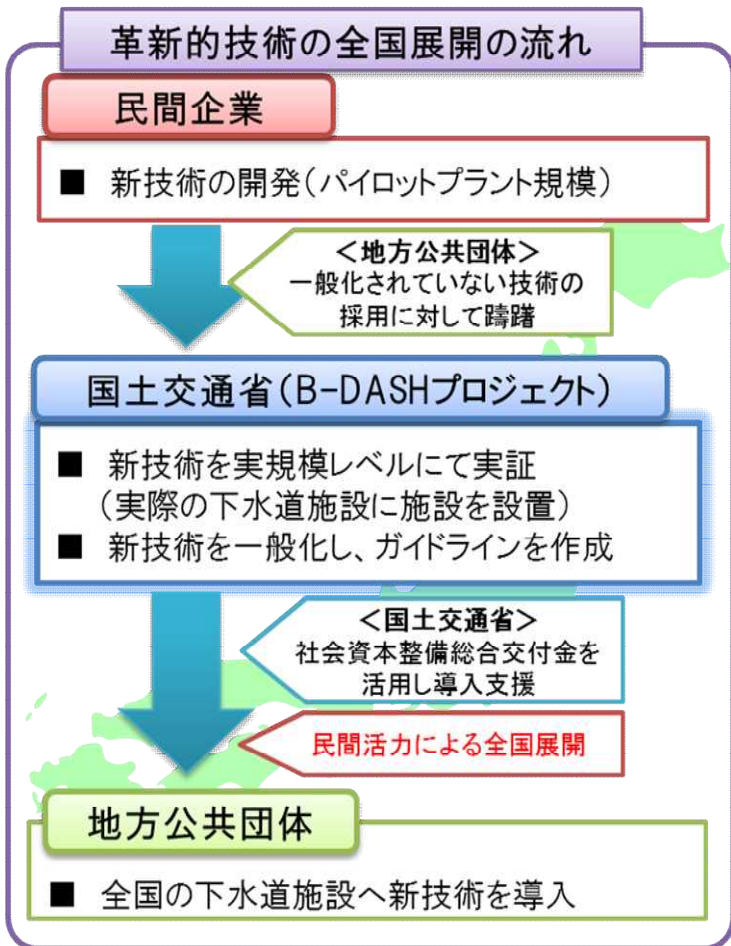 革新的技術の全国展開の流れ
民間企業
■ 新技術の開発(パイロットプラント規模)
＜地方公共団体＞
一般化されていない技術の
採用に対して躊躇
国土交通省(B-DASHプロジェクト)
■ 新技術を実規模レベルにて実証
(実際の下水道施設に施設を設置)
■ 新技術を一般化し、ガイドラインを作成
＜国土交通省＞
社会資本整備総合交付金を
活用し導入支援
民間活力による全国展開
地方公共団体
■ 全国の下水道施設へ新技術を導入